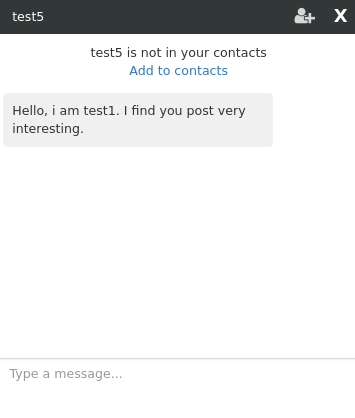 test5
X
test5 is not in your contacts
Add to contacts
Hello, i am test1. I find you post very
interesting.
Type a message...